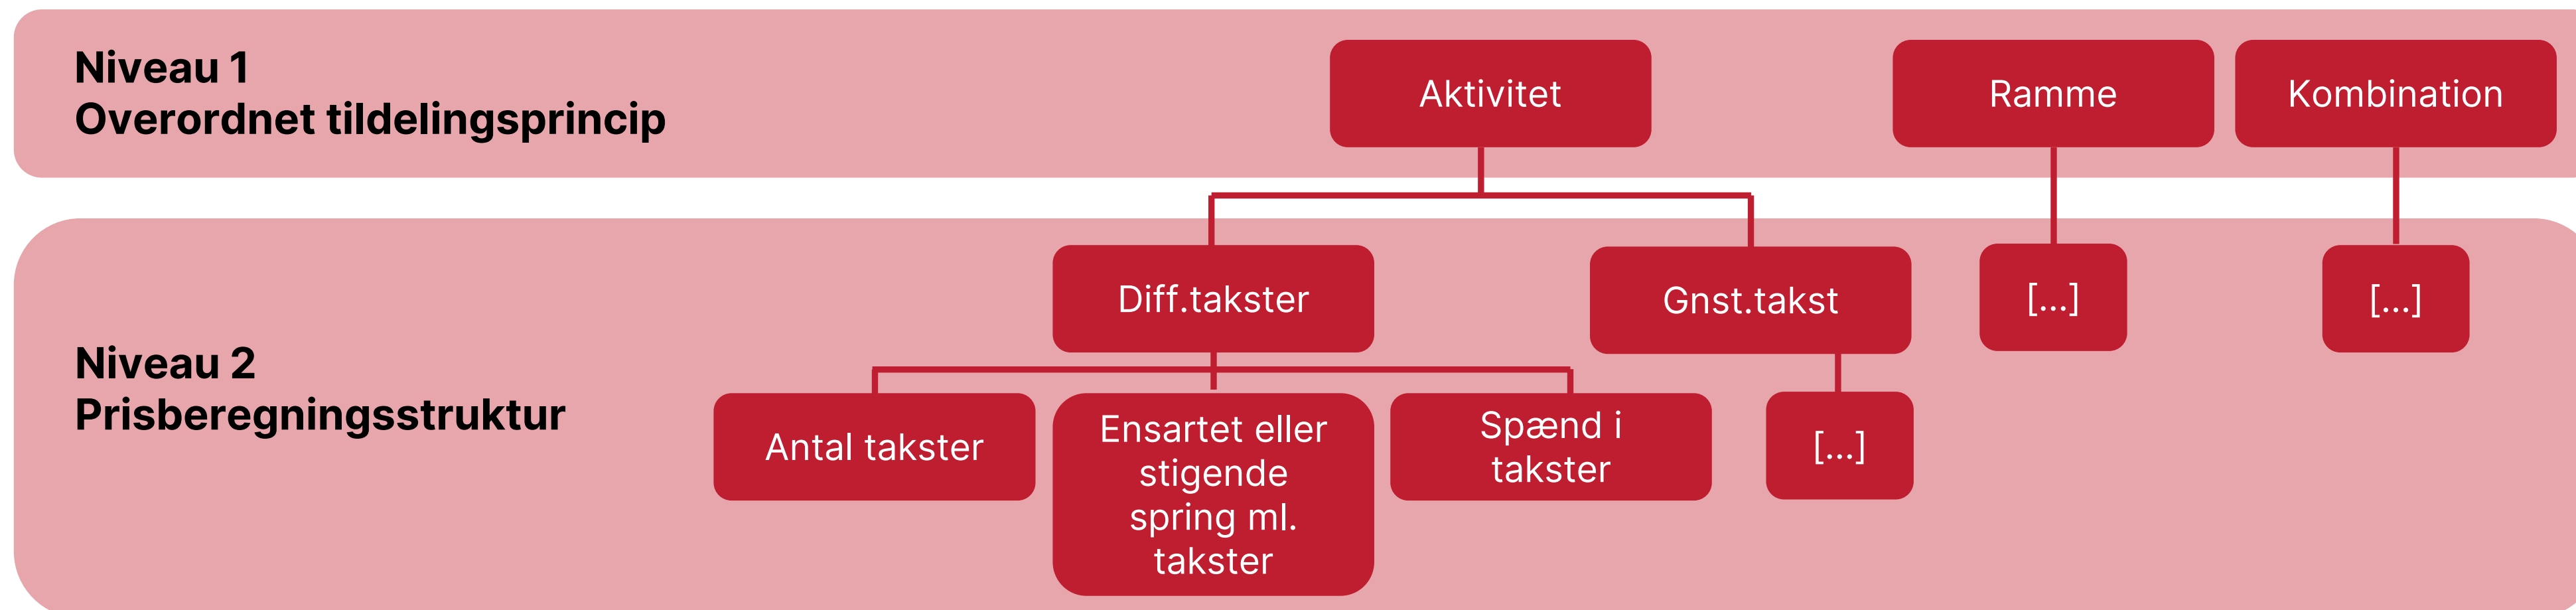 Niveau 1
Overordnet tildelingsprincip
Aktivitet
Ramme
Kombination
Niveau 2
Prisberegningsstruktur
Diff.takster
Gnst.takst
[...]
[...]
Antal takster
Ensartet eller
stigende
spring ml.
takster
Spænd i
takster
[...]